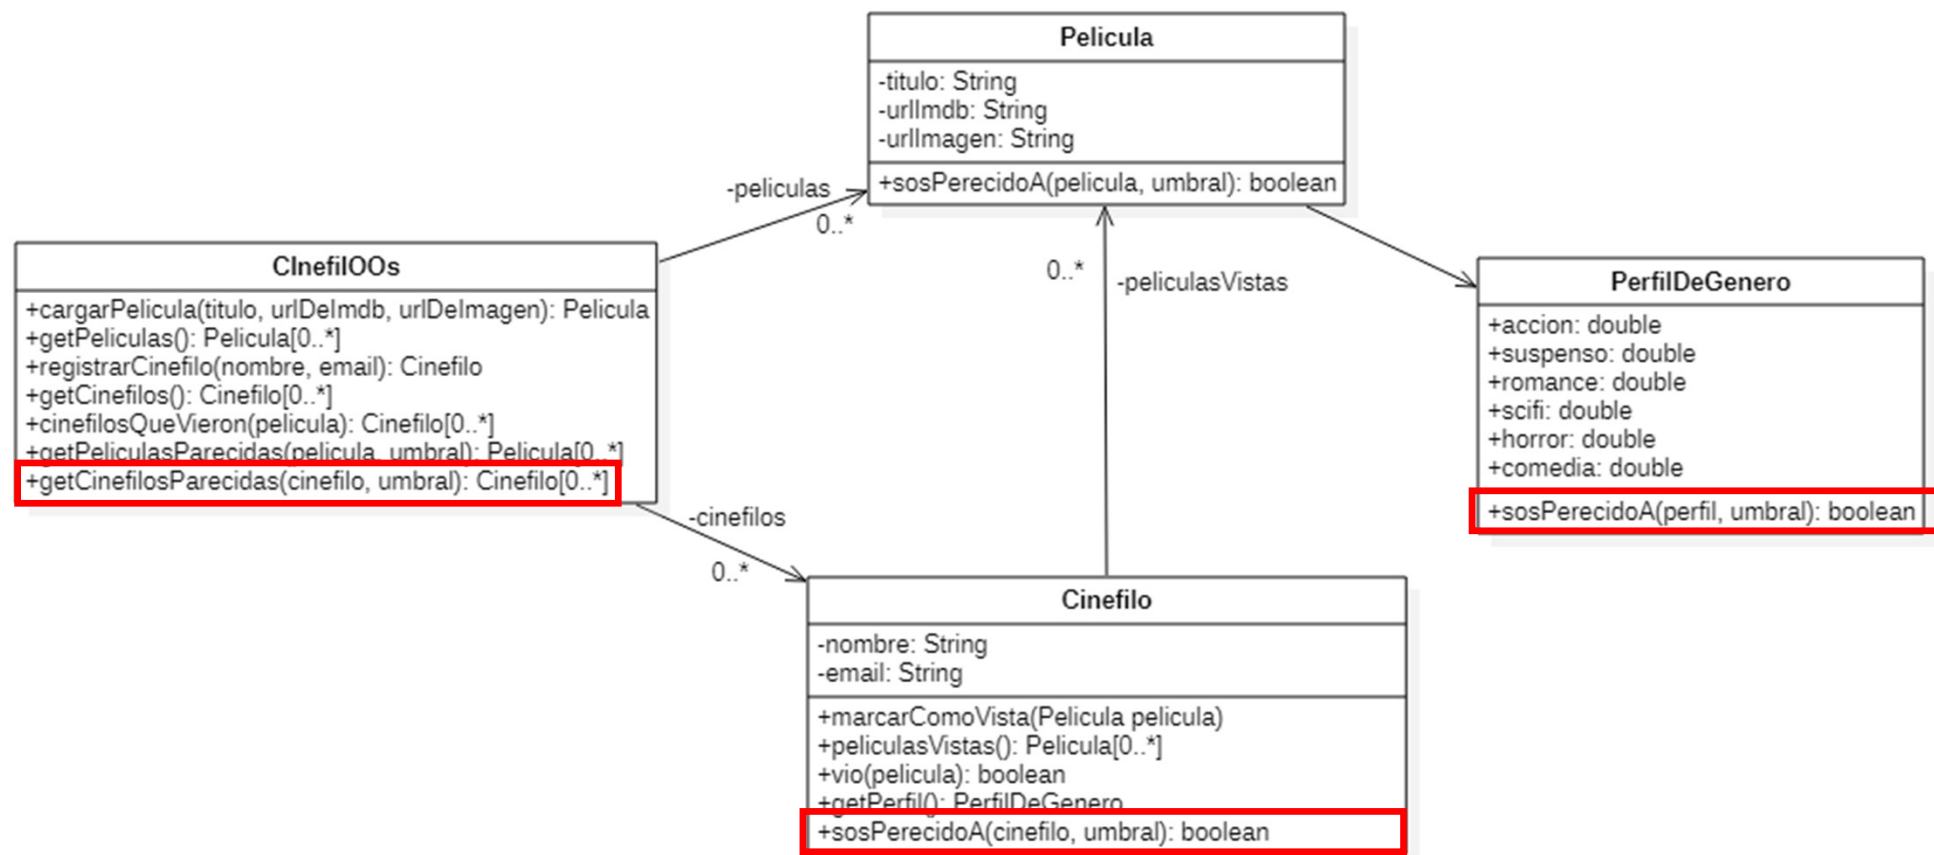 Pelicula
-titulo: String
-urlImdb: String
-urlImagen: String
+sosPerecidoA(pelicula, umbral): boolean
-peliculas
0..*
CInefilOOs
+cargarPelicula(titulo, urlDeImdb, urlDeImagen): Pelicula
+getPeliculas(): Pelicula[0..*]
+registrarCinefilo(nombre, email): Cinefilo
+getCinefilos(): Cinefilo[0..*]
+cinefilosQueVieron(pelicula): Cinefilo[0..*]
+getPeliculasParecidas(pelicula, umbral): Pelicula[0..*]
+getCinefilosParecidas(cinefilo, umbral): Cinefilo[0..*]
0..*
-peliculasVistas
PerfilDeGenero
+accion: double
+suspenso: double
+romance: double
+scifi: double
+horror: double
+comedia: double
+sosPerecidoA(perfil, umbral): boolean
-cinefilos
0..*
Cinefilo
-nombre: String
-email: String
+marcarComoVista(Pelicula pelicula)
+peliculasVistas(): Pelicula[0..*]
+vio(pelicula): boolean
+getPerfil(): PerfilDeGenero
+sosPerecidoA(cinefilo, umbral): boolean